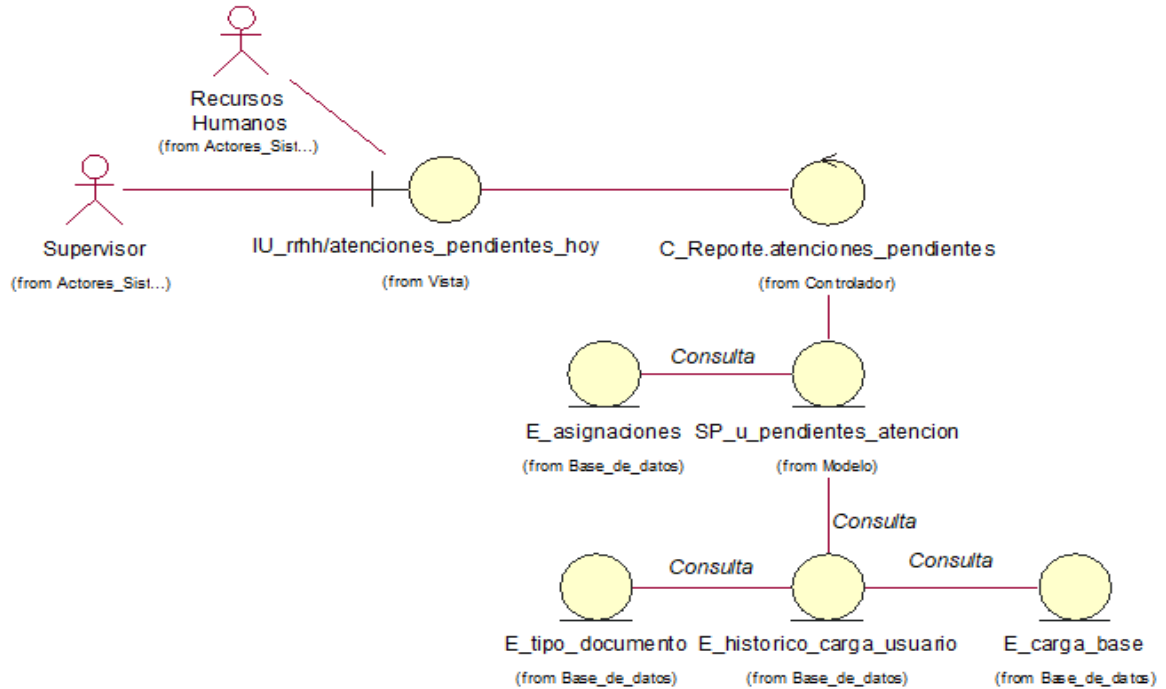 Recursos
Humanos
(from Actores_Sist...)
Supervisor
(from Actores_Sist...)
IU_rrhh/atenciones_pendientes_hoy
(from Vista)
C_Reporte.atenciones_pendientes
(from Controlador)
Consulta
E_asignaciones
(from Base_de_datos)
SP_u_pendientes_atencion
(from Modelo)
Consulta
Consulta
Consulta
E_tipo_documento
(from Base_de_datos)
E_historico_carga_usuario
(from Base_de_datos)
E_carga_base
(from Base_de_datos)